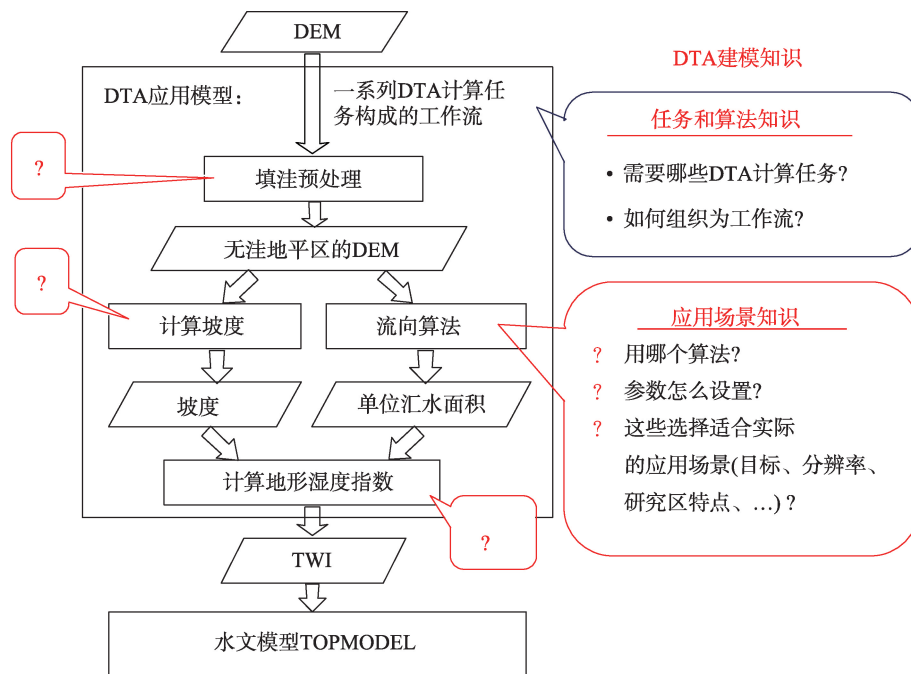 DEM
DTA应用模型：
一系列DTA计算任
务构成的工作流
?
填洼预处理
无洼地平区的DEM
?
计算坡度
流向算法
坡度
单位汇水面积
计算地形湿度指数
?
TWI
水文模型TOPMODEL
DTA建模知识
任务和算法知识
• 需要哪些DTA计算任务?
• 如何组织为工作流?
应用场景知识
? 用哪个算法?
? 参数怎么设置?
? 这些选择适合实际
的应用场景(目标、分辨率、
研究区特点、…)?